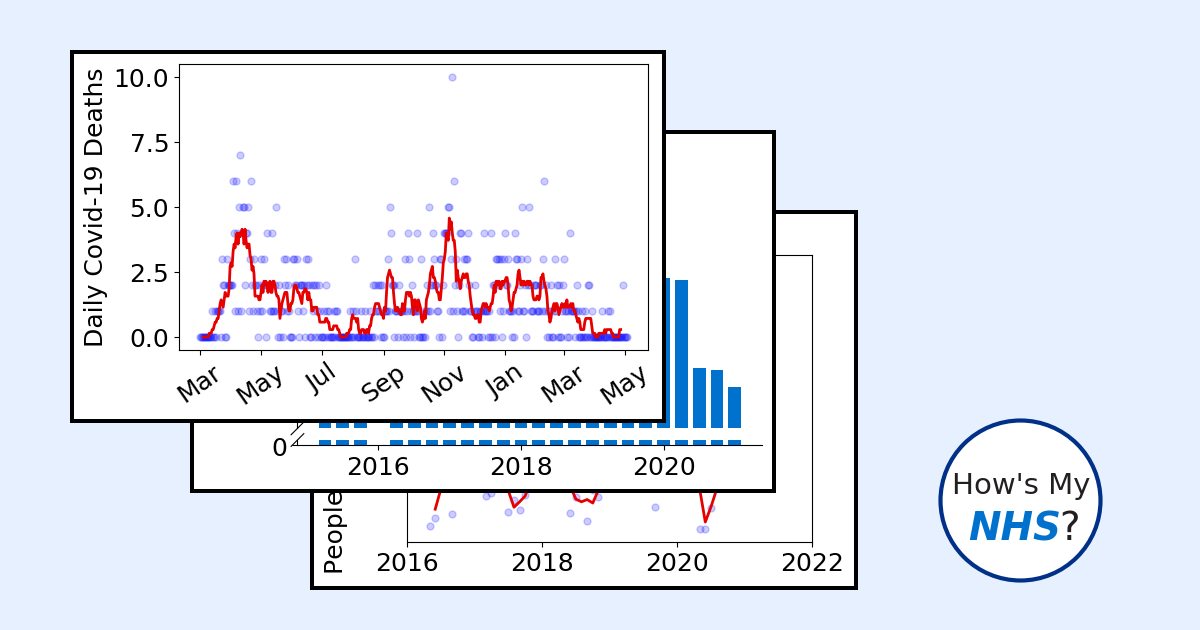 Daily Covid-19 Deaths
10.0
7.5
5.0
2.5
0.0
Mar May Jul Sep Nov Jan Mar May
0
2016 2018 2020
People
2016 2018 2020 2022
How's My
NHS?